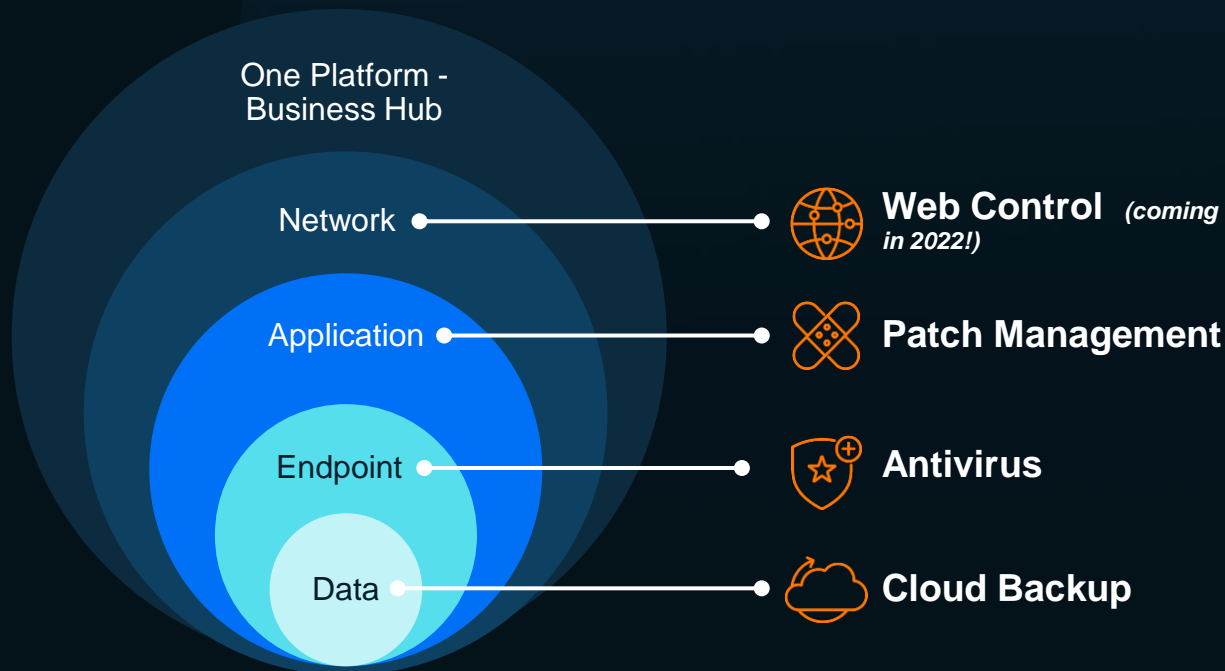 One Platform -
Business Hub
Network
Web Control (coming
in 2022!)
Application
Patch Management
Endpoint
Antivirus
Data
Cloud Backup